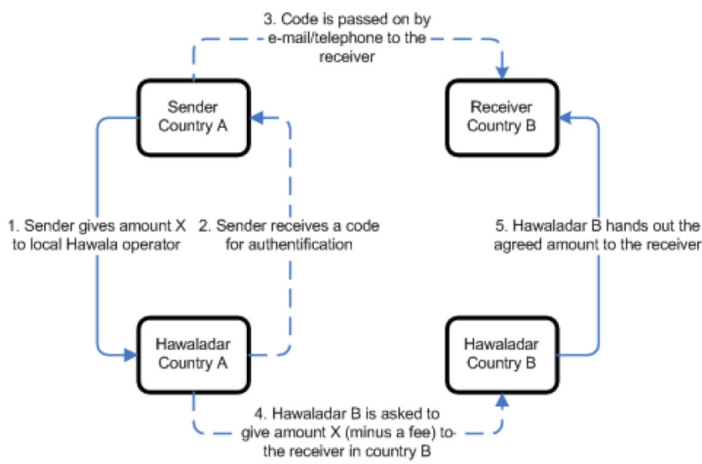 3. Code is passed on by
e-mail/telephone to the
receiver
Sender
Country A
Receiver
Country B
1. Sender gives amount X
to local Hawala operator
2. Sender receives a code
for authentification
5. Hawaladar B hands out the
agreed amount to the receiver
Hawaladar
Country A
Hawaladar
Country B
4. Hawaladar B is asked to
give amount X (minus a fee) to
the receiver in country B